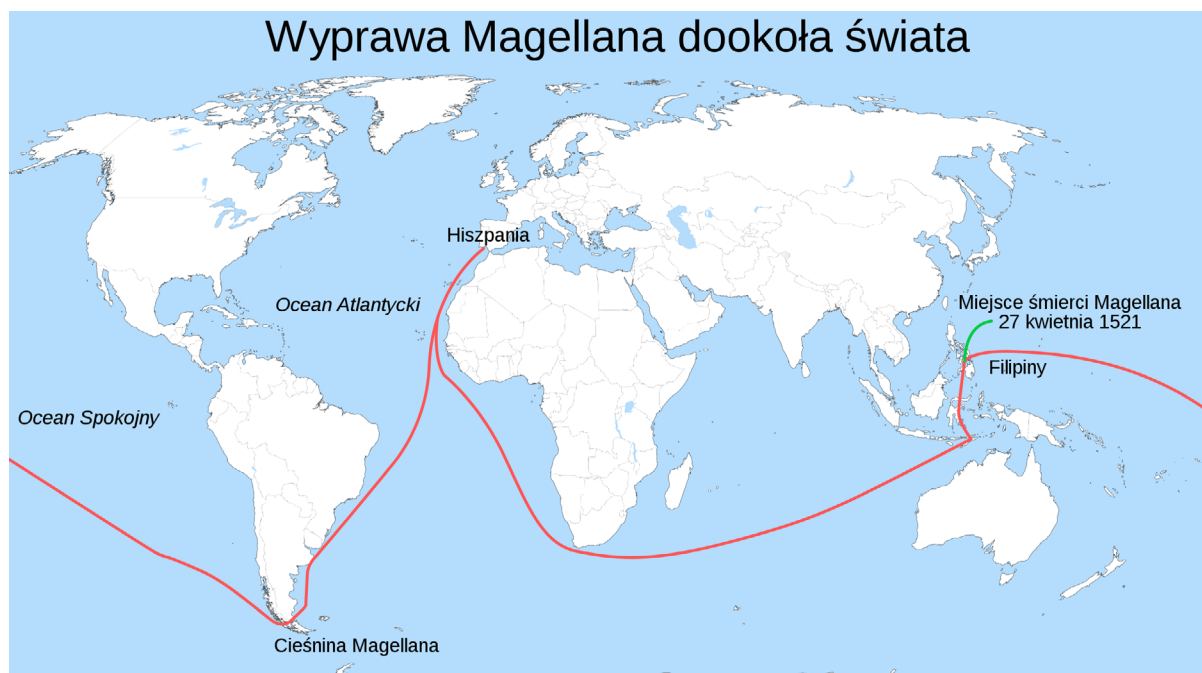 Wyprawa Magellana dookoła świata
Hiszpania
Ocean Atlantycki
Miejsce śmierci Magellana
27 kwietnia 1521
Filipiny
Ocean Spokojny
Cieśnina Magellana